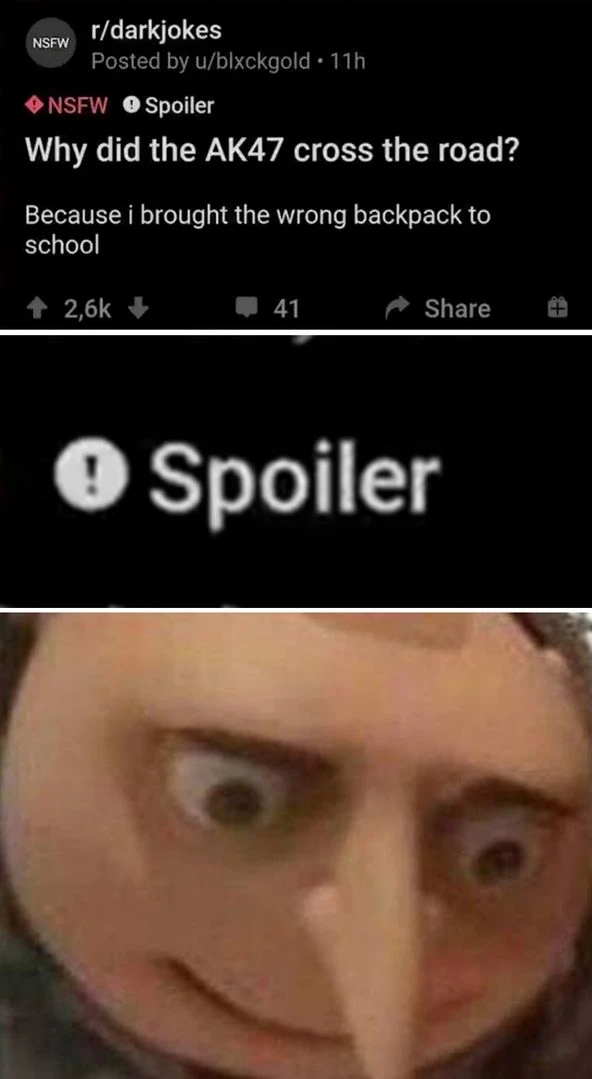 NSFW
r/darkjokes
Posted by u/blxckgold • 11h
NSFW Spoiler
Why did the AK47 cross the road?
Because i brought the wrong backpack to
school
2,6k 41 Share
Spoiler